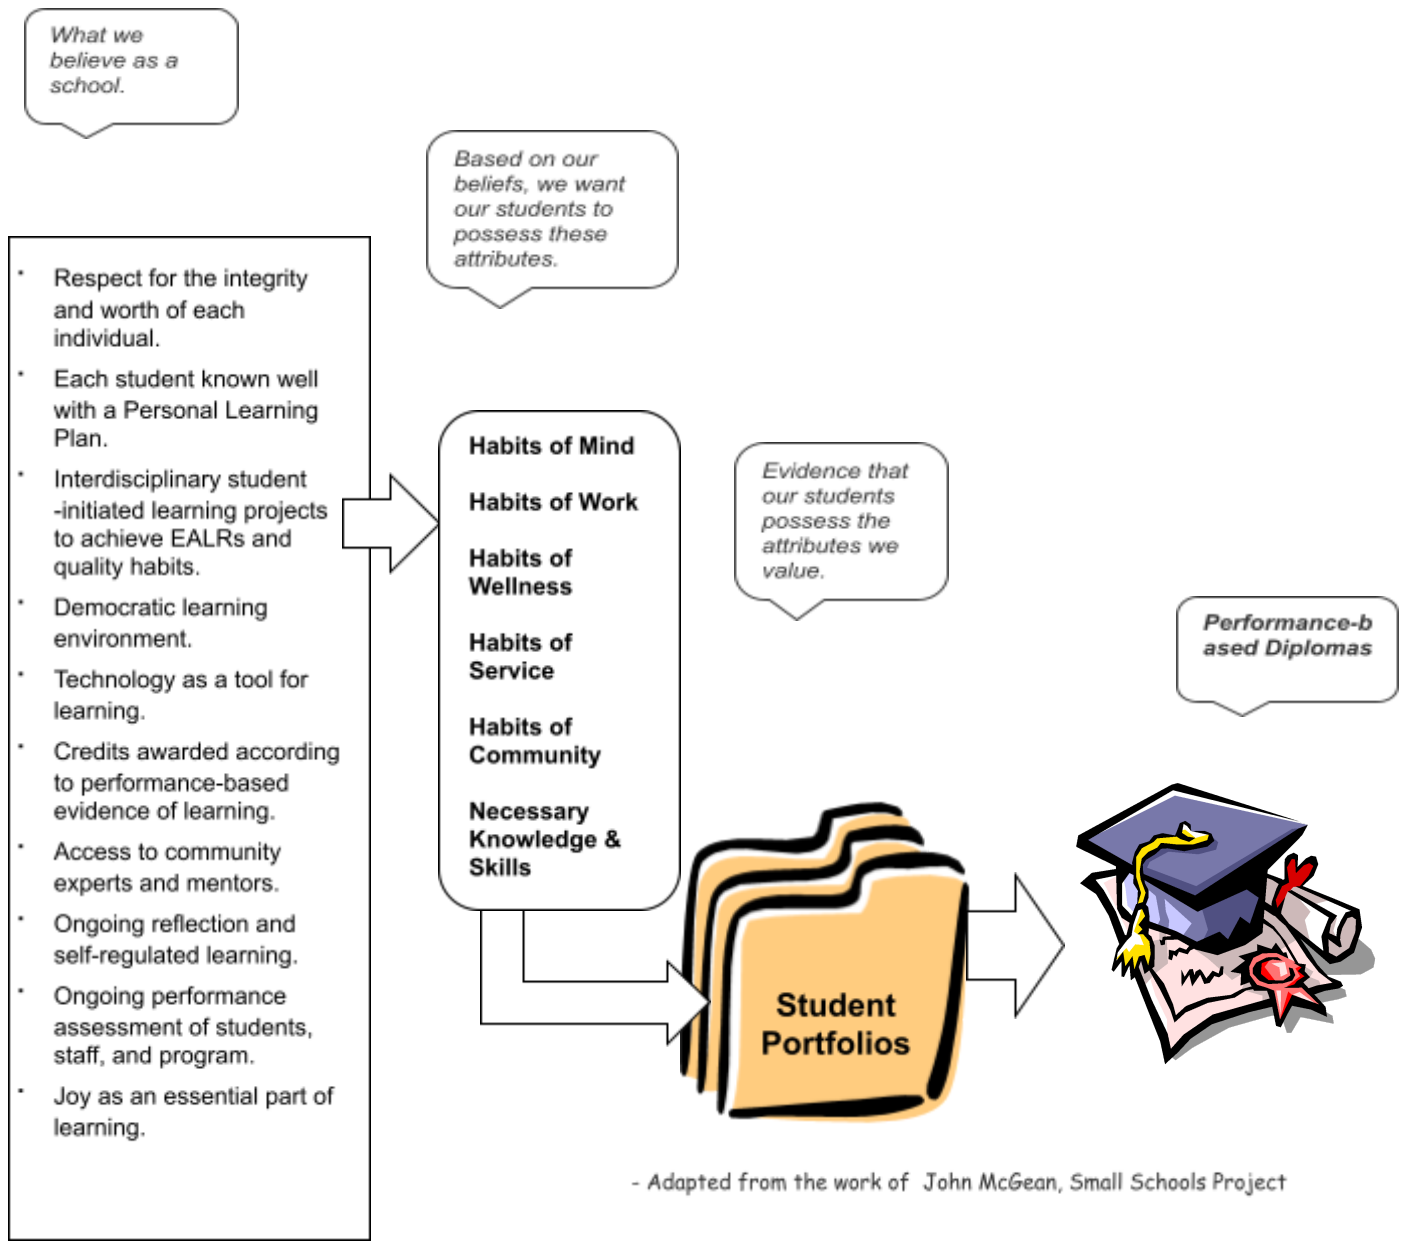 What we
believe as a
school.
Based on our
beliefs, we want
our students to
possess these
attributes.
· Respect for the integrity
and worth of each
individual.
· Each student known well
with a Personal Learning
Plan.
· Interdisciplinary student
-initiated learning projects
to achieve EALRs and
quality habits.
· Democratic learning
environment.
· Technology as a tool for
learning.
· Credits awarded according
to performance-based
evidence of learning.
· Access to community
experts and mentors.
· Ongoing reflection and
self-regulated learning.
· Ongoing performance
assessment of students,
staff, and program.
· Joy as an essential part of
learning.
Habits of Mind
Habits of Work
Habits of
Wellness
Habits of
Service
Habits of
Community
Necessary
Knowledge &
Skills
Evidence that
our students
possess the
attributes we
value.
Performance-b
ased Diplomas
Student
Portfolios
- Adapted from the work of John McGean, Small Schools Project